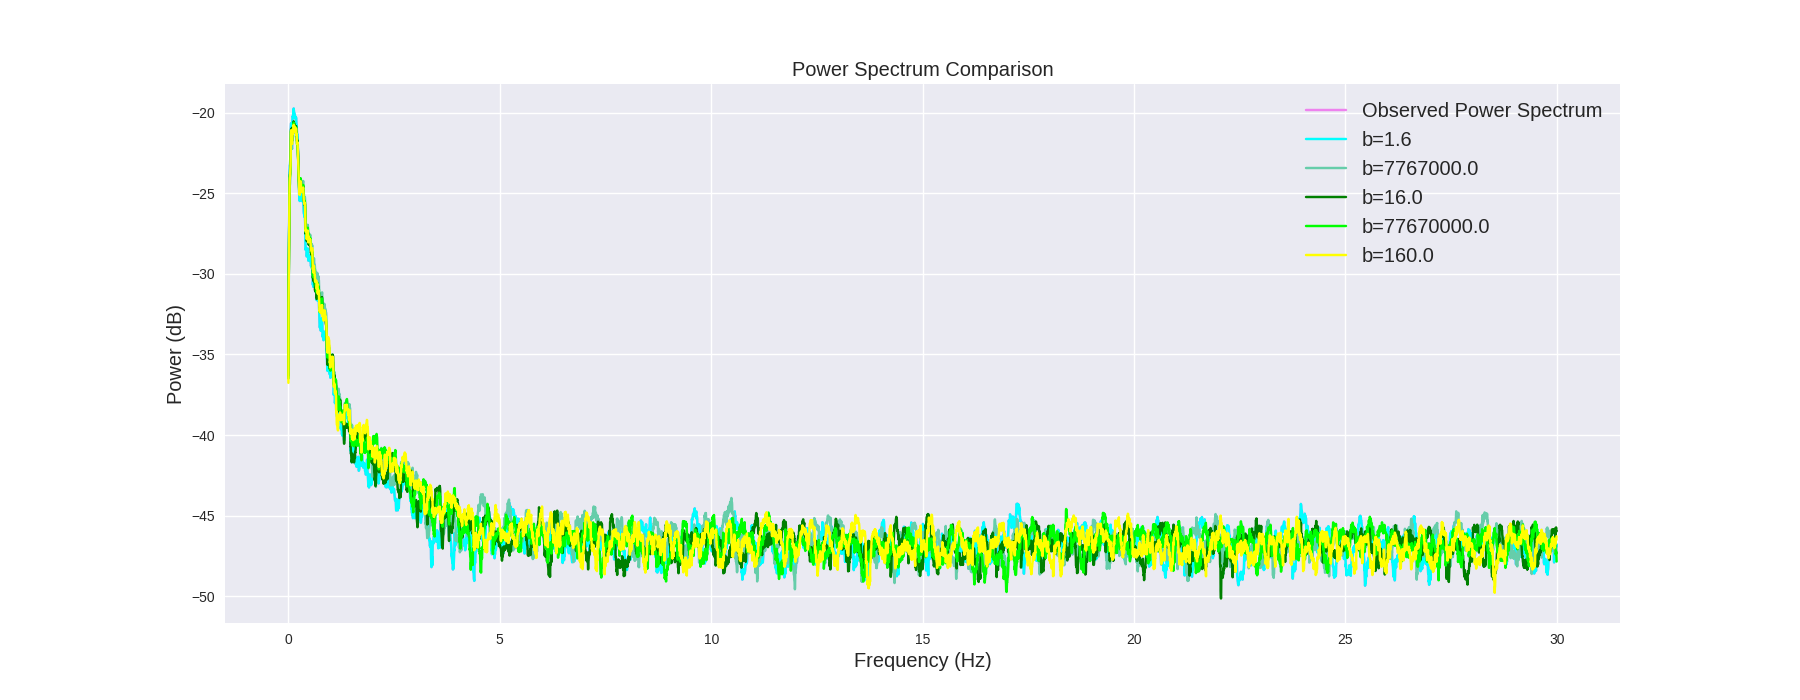 Power Spectrum Comparison
Observed Power Spectrum
b=1.6
b=7767000.0
b=16.0
b=77670000.0
b=160.0
Power (dB)
−20
−25
−30
−35
−40
−45
−50
0 5 10 15 20 25 30
Frequency (Hz)